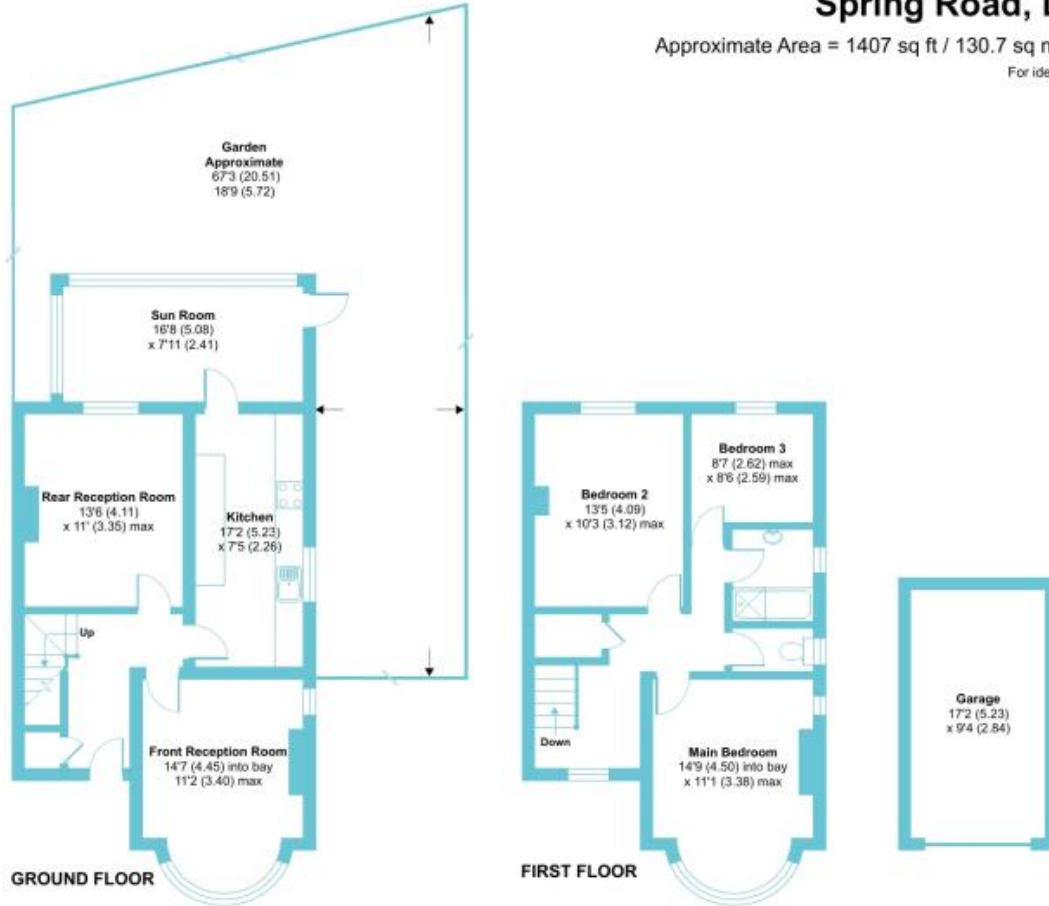 Spring Road,
Approximate Area = 1407 sq ft / 130.7 sq
For
Garden
Approximate
67'3 (20.51)
18'9 (5.72)
Sun Room
16'8 (5.08)
x 7'11 (2.41)
Rear Reception Room
13'6 (4.11)
x 11' (3.35) max
Kitchen
17'2 (5.23)
x 7'5 (2.26)
Up
Front Reception Room
14'7 (4.45) into bay
11'2 (3.40) max
GROUND FLOOR
Bedroom 3
8'7 (2.62) max
x 8'6 (2.59) max
Bedroom 2
13'5 (4.09)
x 10'3 (3.12) max
Down
Main Bedroom
14'9 (4.50) into bay
x 11'1 (3.38) max
FIRST FLOOR
Garage
17'2 (5.23)
x 9'4 (2.84)